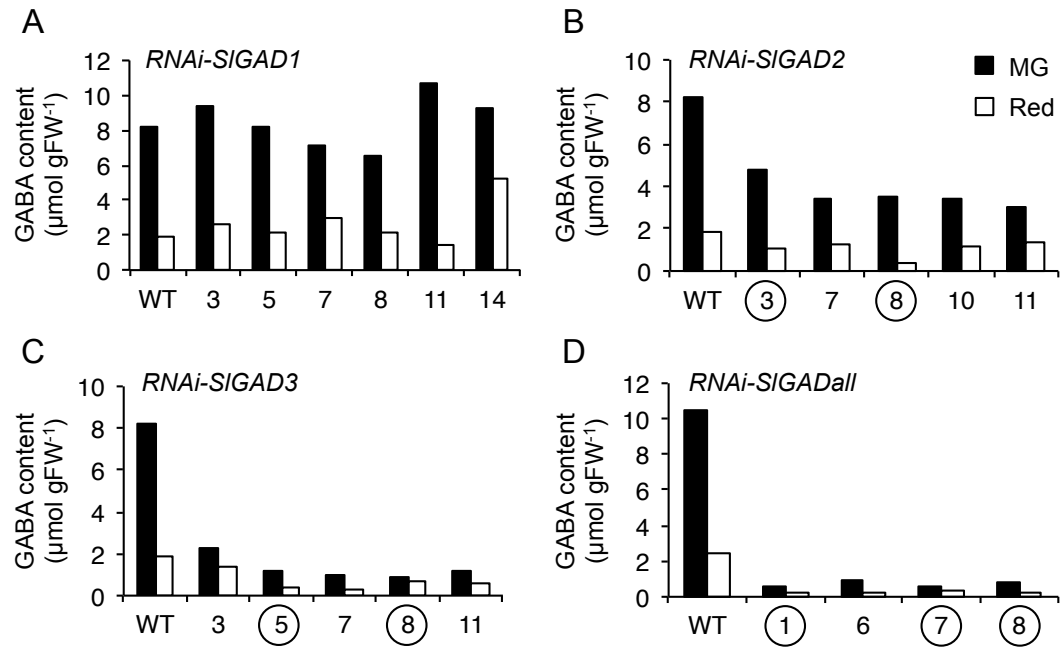 A
RNAi-SlGAD1
GABA content
(µmol gFW⁻¹)
12
10
8
6
4
2
0
WT 3 5 7 8 11 14
B
RNAi-SlGAD2
MG
Red
GABA content
(µmol gFW⁻¹)
10
8
6
4
2
0
WT 3 7 8 10 11
C
RNAi-SlGAD3
GABA content
(µmol gFW⁻¹)
10
8
6
4
2
0
WT 3 5 7 8 11
D
RNAi-SlGADall
GABA content
(µmol gFW⁻¹)
12
10
8
6
4
2
0
WT 1 6 7 8